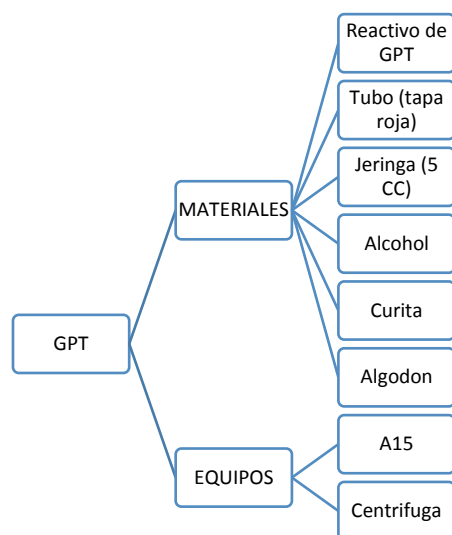 Reactivo de
GPT
Tubo (tapa
roja)
Jeringa (5
CC)
MATERIALES
Alcohol
Curita
GPT
Algodon
A15
EQUIPOS
Centrifuga